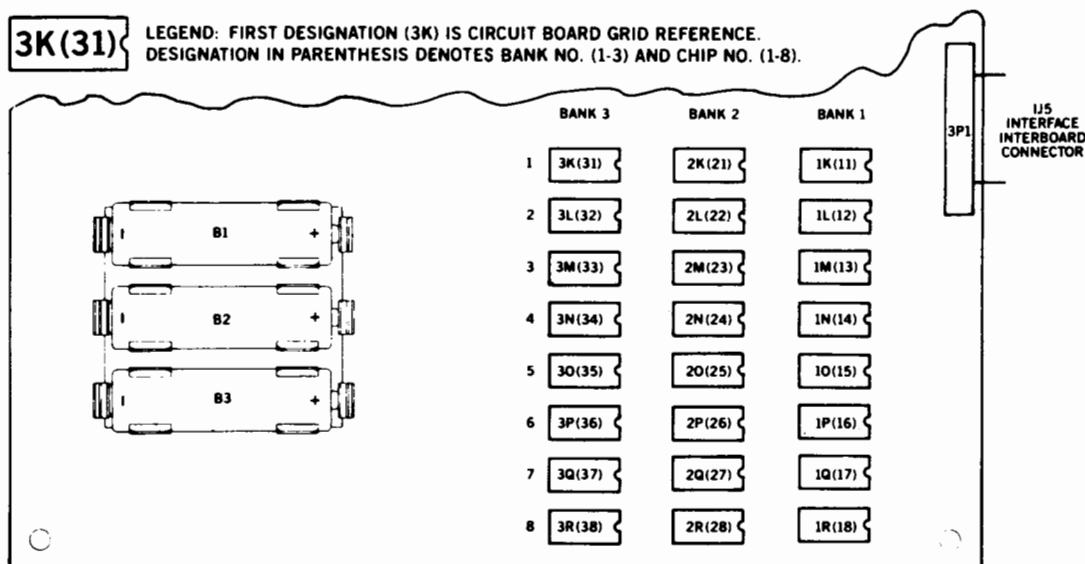 3K(31)
LEGEND: FIRST DESIGNATION (3K) IS CIRCUIT BOARD GRID REFERENCE.
DESIGNATION IN PARENTHESIS DENOTES BANK NO. (1-3) AND CHIP NO. (1-8).
BANK 3 BANK 2 BANK 1
3P1
1J5
INTERFACE
INTERBOARD
CONNECTOR
1 3K(31) 2K(21) 1K(11)
2 3L(32) 2L(22) 1L(12)
3 3M(33) 2M(23) 1M(13)
4 3N(34) 2N(24) 1N(14)
5 3O(35) 2O(25) 1O(15)
6 3P(36) 2P(26) 1P(16)
7 3Q(37) 2Q(27) 1Q(17)
8 3R(38) 2R(28) 1R(18)
- B1 +
- B2 +
- B3 +